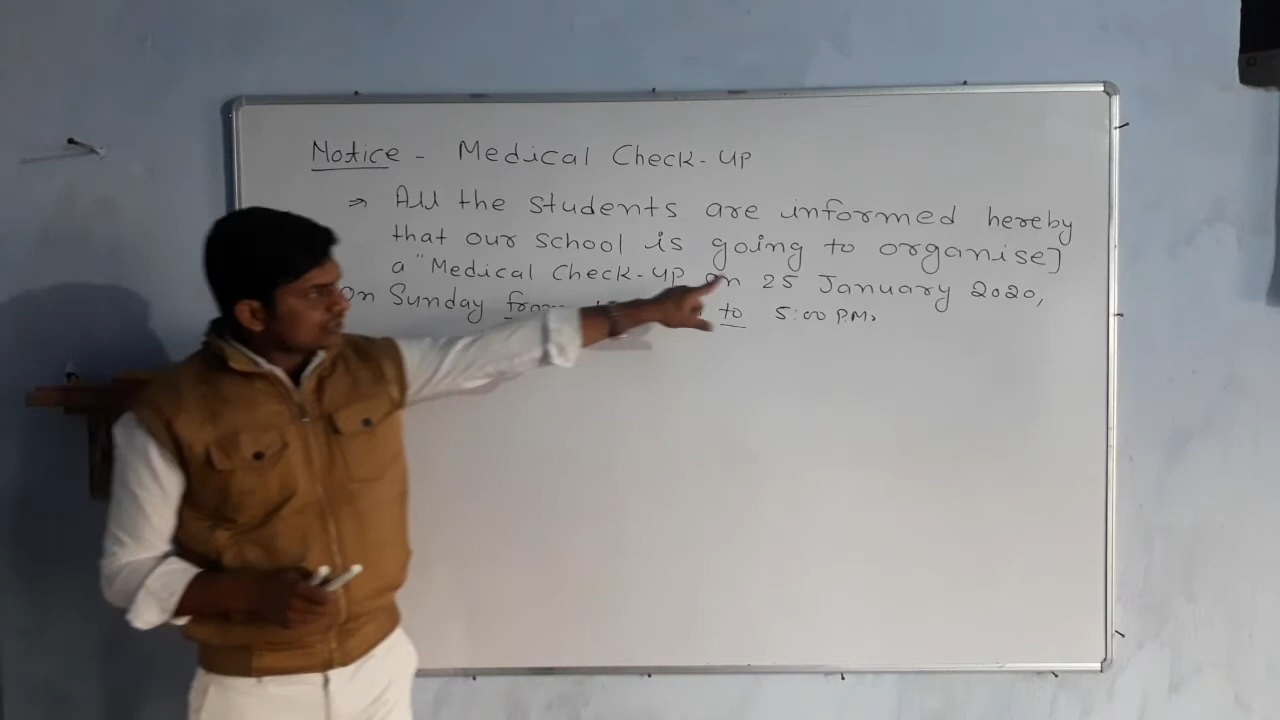 Notice - Medical Check-up
⇒ All the students are informed hereby
that our school is going to organise]
a "Medical Check-up on 25 January 2020,
on Sunday from to 5:00 P.M.